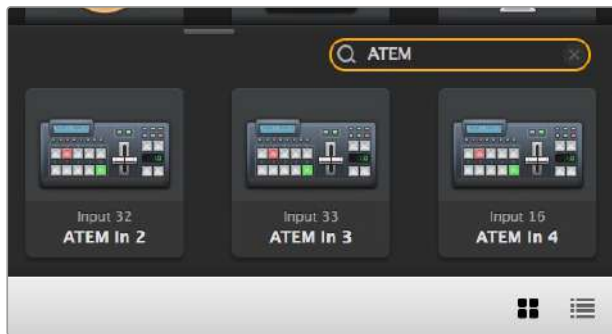 ATEM
Input 32
ATEM In 2
Input 33
ATEM In 3
Input 16
ATEM In 4